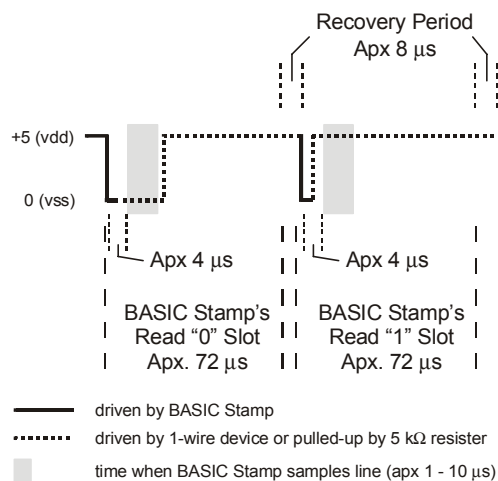 Recovery Period
Apx 8 μs
+5 (vdd)
0 (vss)
Apx 4 μs
Apx 4 μs
BASIC Stamp's
Read "0" Slot
Apx. 72 μs
BASIC Stamp's
Read "1" Slot
Apx. 72 μs
driven by BASIC Stamp
driven by 1-wire device or pulled-up by 5 kΩ resister
time when BASIC Stamp samples line (apx 1 - 10 μs)